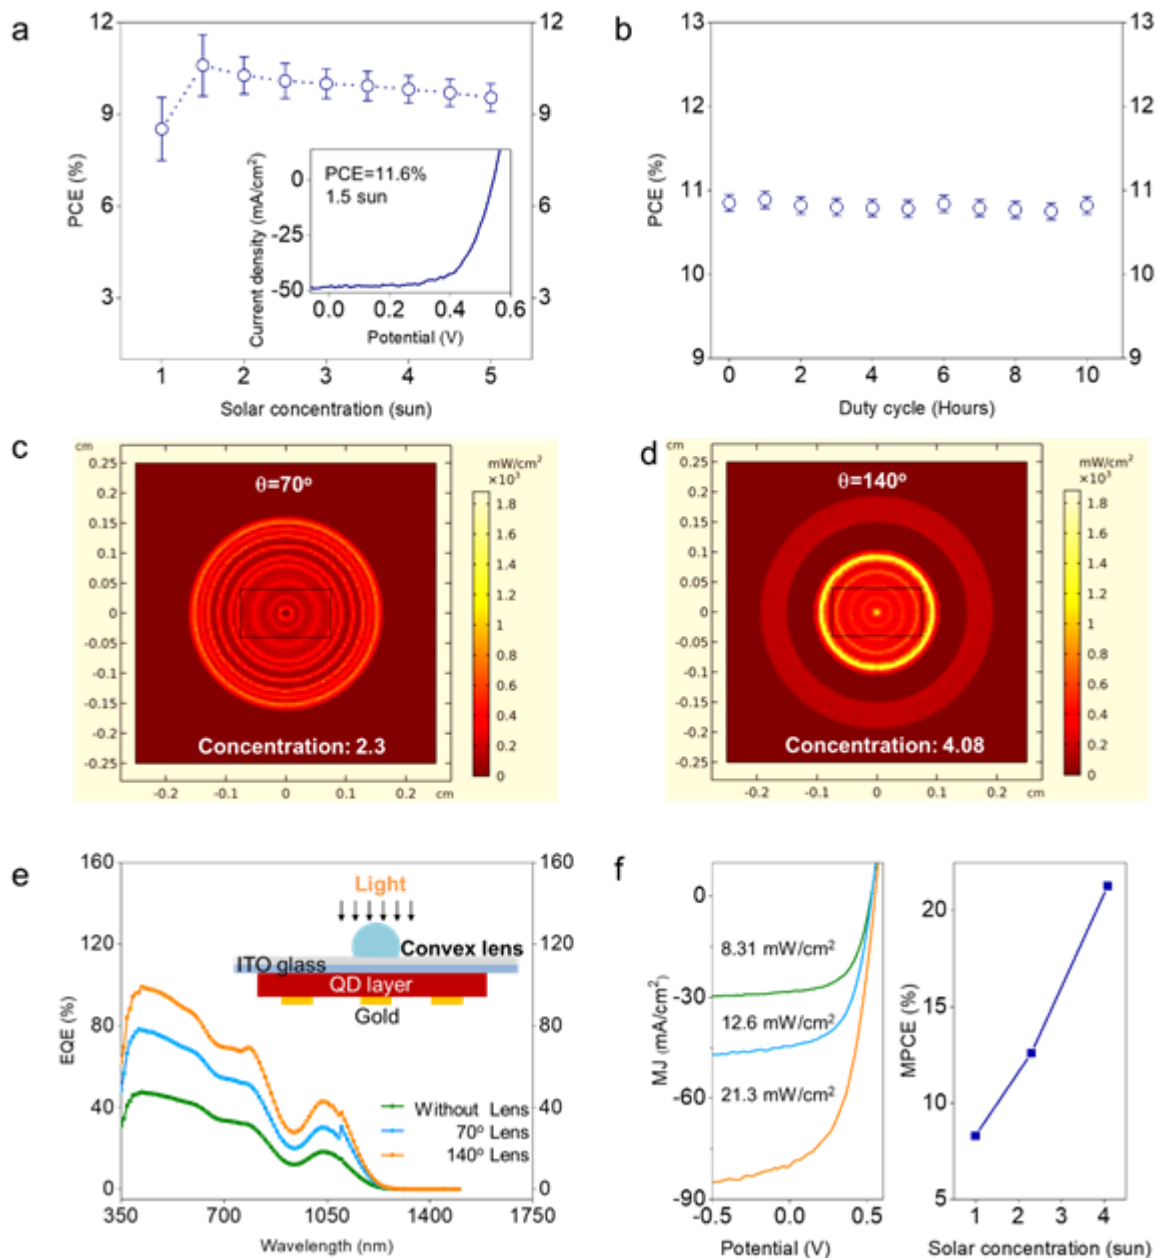 a
12
9
6
3
PCE (%)
12
9
6
3
1
2
3
4
5
Solar concentration (sun)
PCE=11.6%
1.5 sun
0
-25
-50
Current density (mA/cm²)
0.0
0.2
0.4
0.6
Potential (V)
b
13
12
11
10
9
PCE (%)
13
12
11
10
9
0
2
4
6
8
10
Duty cycle (Hours)
c
cm
0.25
0.2
0.15
0.1
0.05
0
-0.05
-0.1
-0.15
-0.2
-0.25
θ=70°
Concentration: 2.3
-0.2
-0.1
0
0.1
0.2
cm
mW/cm²
×10³
1.8
1.6
1.4
1.2
1
0.8
0.6
0.4
0.2
0
d
cm
0.25
0.2
0.15
0.1
0.05
0
-0.05
-0.1
-0.15
-0.2
-0.25
θ=140°
Concentration: 4.08
-0.2
-0.1
0
0.1
0.2
cm
mW/cm²
×10³
1.8
1.6
1.4
1.2
1
0.8
0.6
0.4
0.2
0
e
160
120
80
40
0
EQE (%)
160
120
80
40
0
Light
Convex lens
ITO glass
QD layer
Gold
Without Lens
70° Lens
140° Lens
350
700
1050
1400
1750
Wavelength (nm)
f
0
-30
-60
-90
MJ (mA/cm²)
8.31 mW/cm²
12.6 mW/cm²
21.3 mW/cm²
-0.5
0.0
0.5
Potential (V)
20
15
10
5
MPCE (%)
1
2
3
4
Solar concentration (sun)